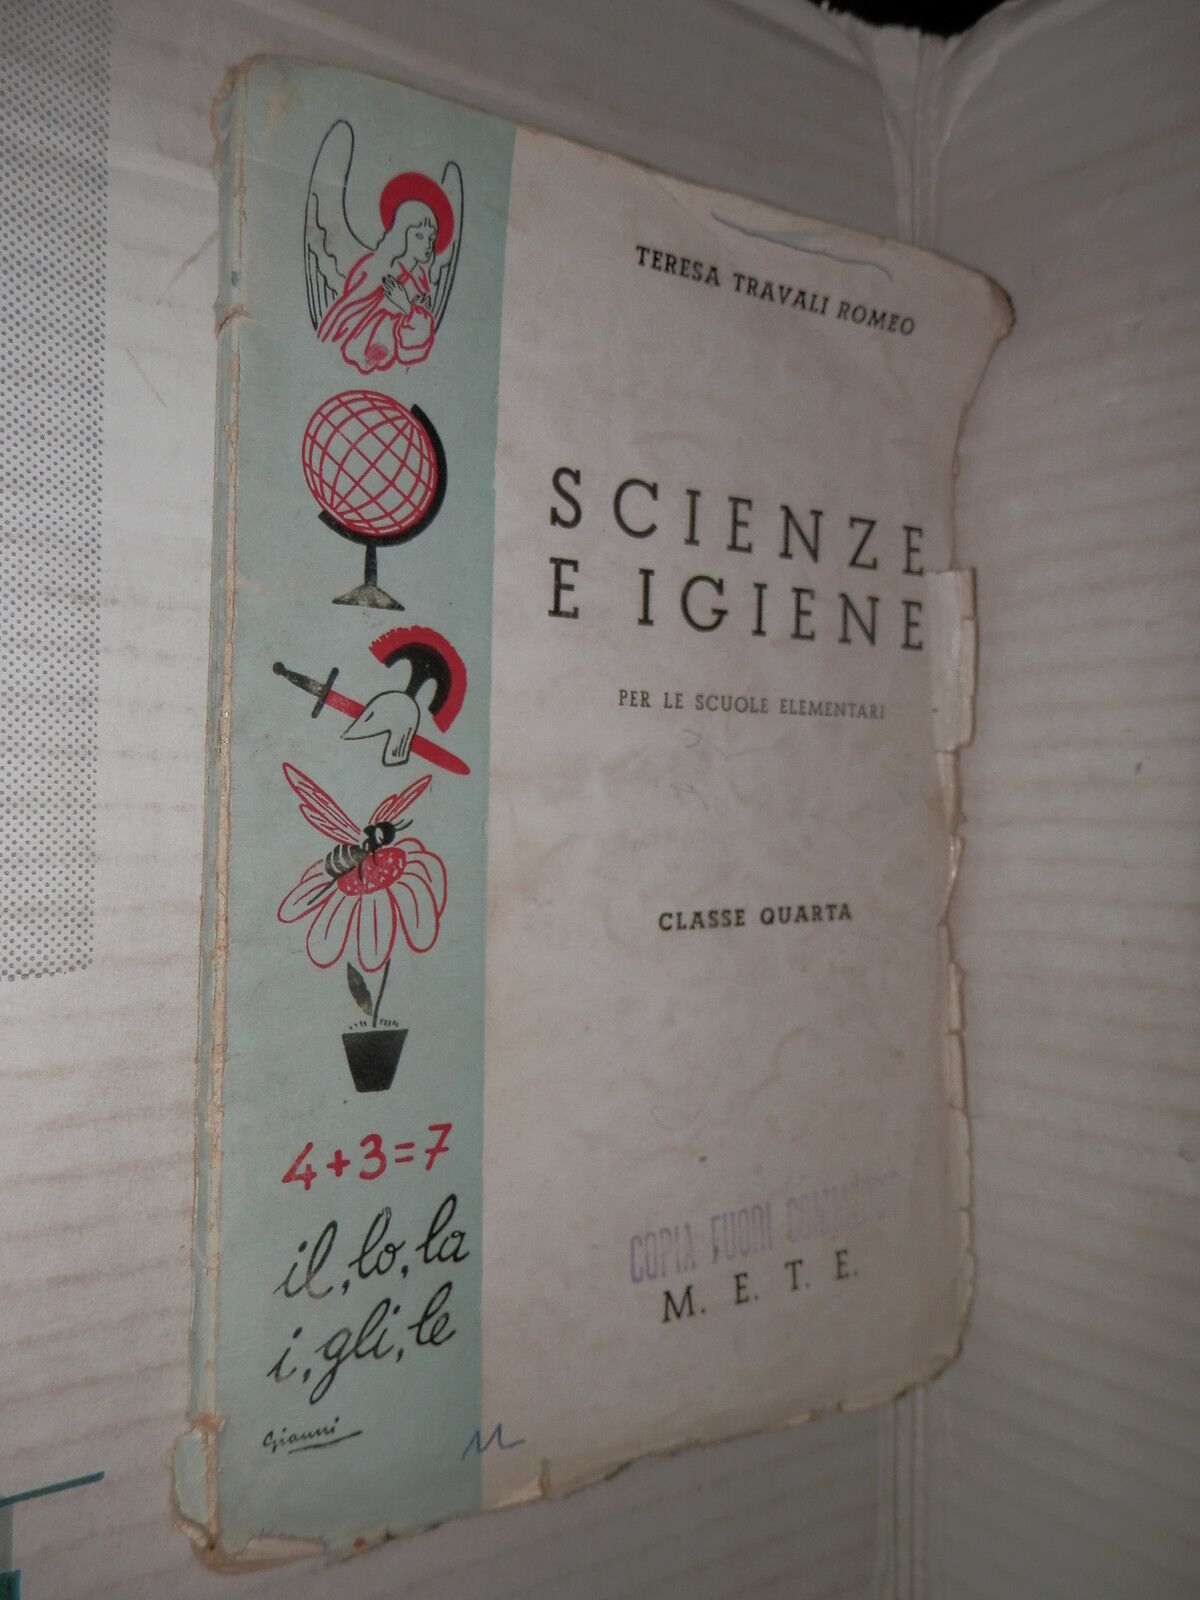 TERESA TRAVALI ROMEO
SCIENZE
E IGIENE
PER LE SCUOLE ELEMENTARI
CLASSE QUARTA
COPIA FUORI COMMERCIO
M. E. T. E.
4+3=7
il, lo, la
i, gli, le
Gianni